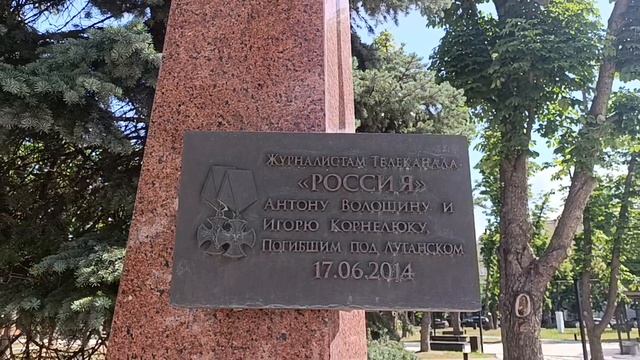 Журналистам Телеканала
«РОССИЯ»
Антону Волошину и
Игорю Корнелюку,
погибшим под Луганском
17.06.2014